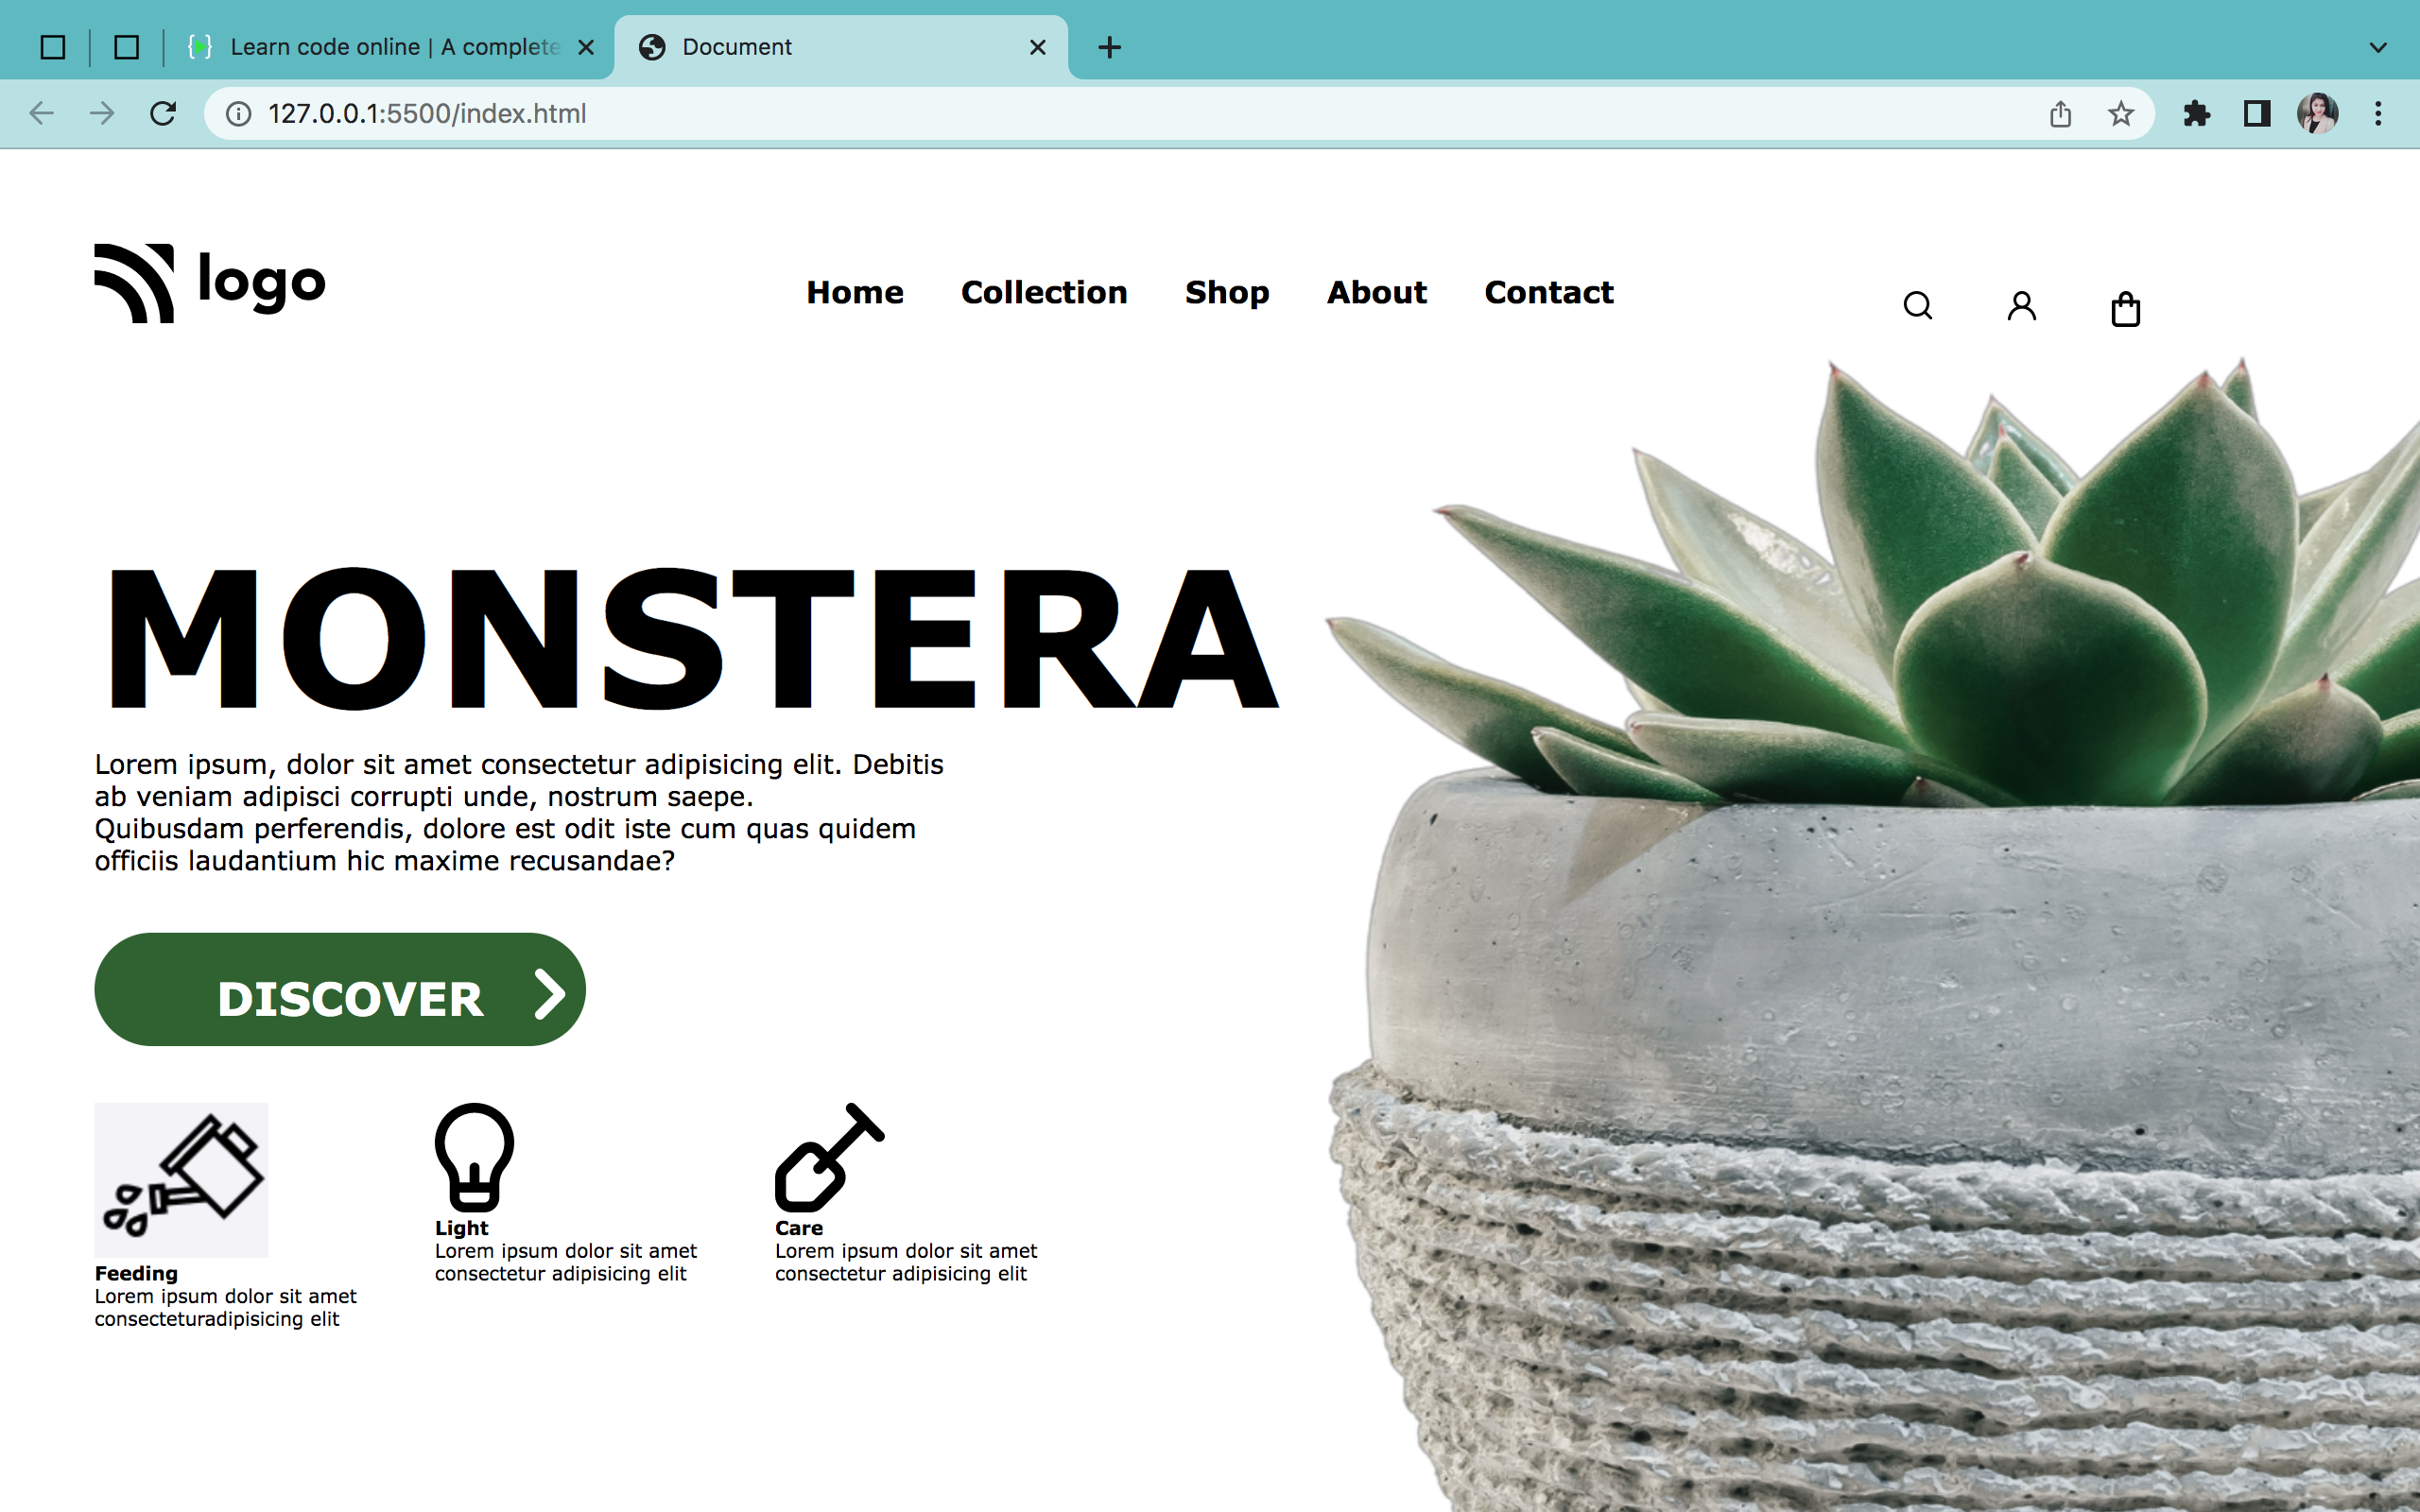 Learn code online | A complete
Document
127.0.0.1:5500/index.html
logo
Home Collection Shop About Contact
MONSTERA
Lorem ipsum, dolor sit amet consectetur adipisicing elit. Debitis
ab veniam adipisci corrupti unde, nostrum saepe.
Quibusdam perferendis, dolore est odit iste cum quas quidem
officiis laudantium hic maxime recusandae?
DISCOVER
Feeding
Lorem ipsum dolor sit amet
consecteturadipisicing elit
Light
Lorem ipsum dolor sit amet
consectetur adipisicing elit
Care
Lorem ipsum dolor sit amet
consectetur adipisicing elit